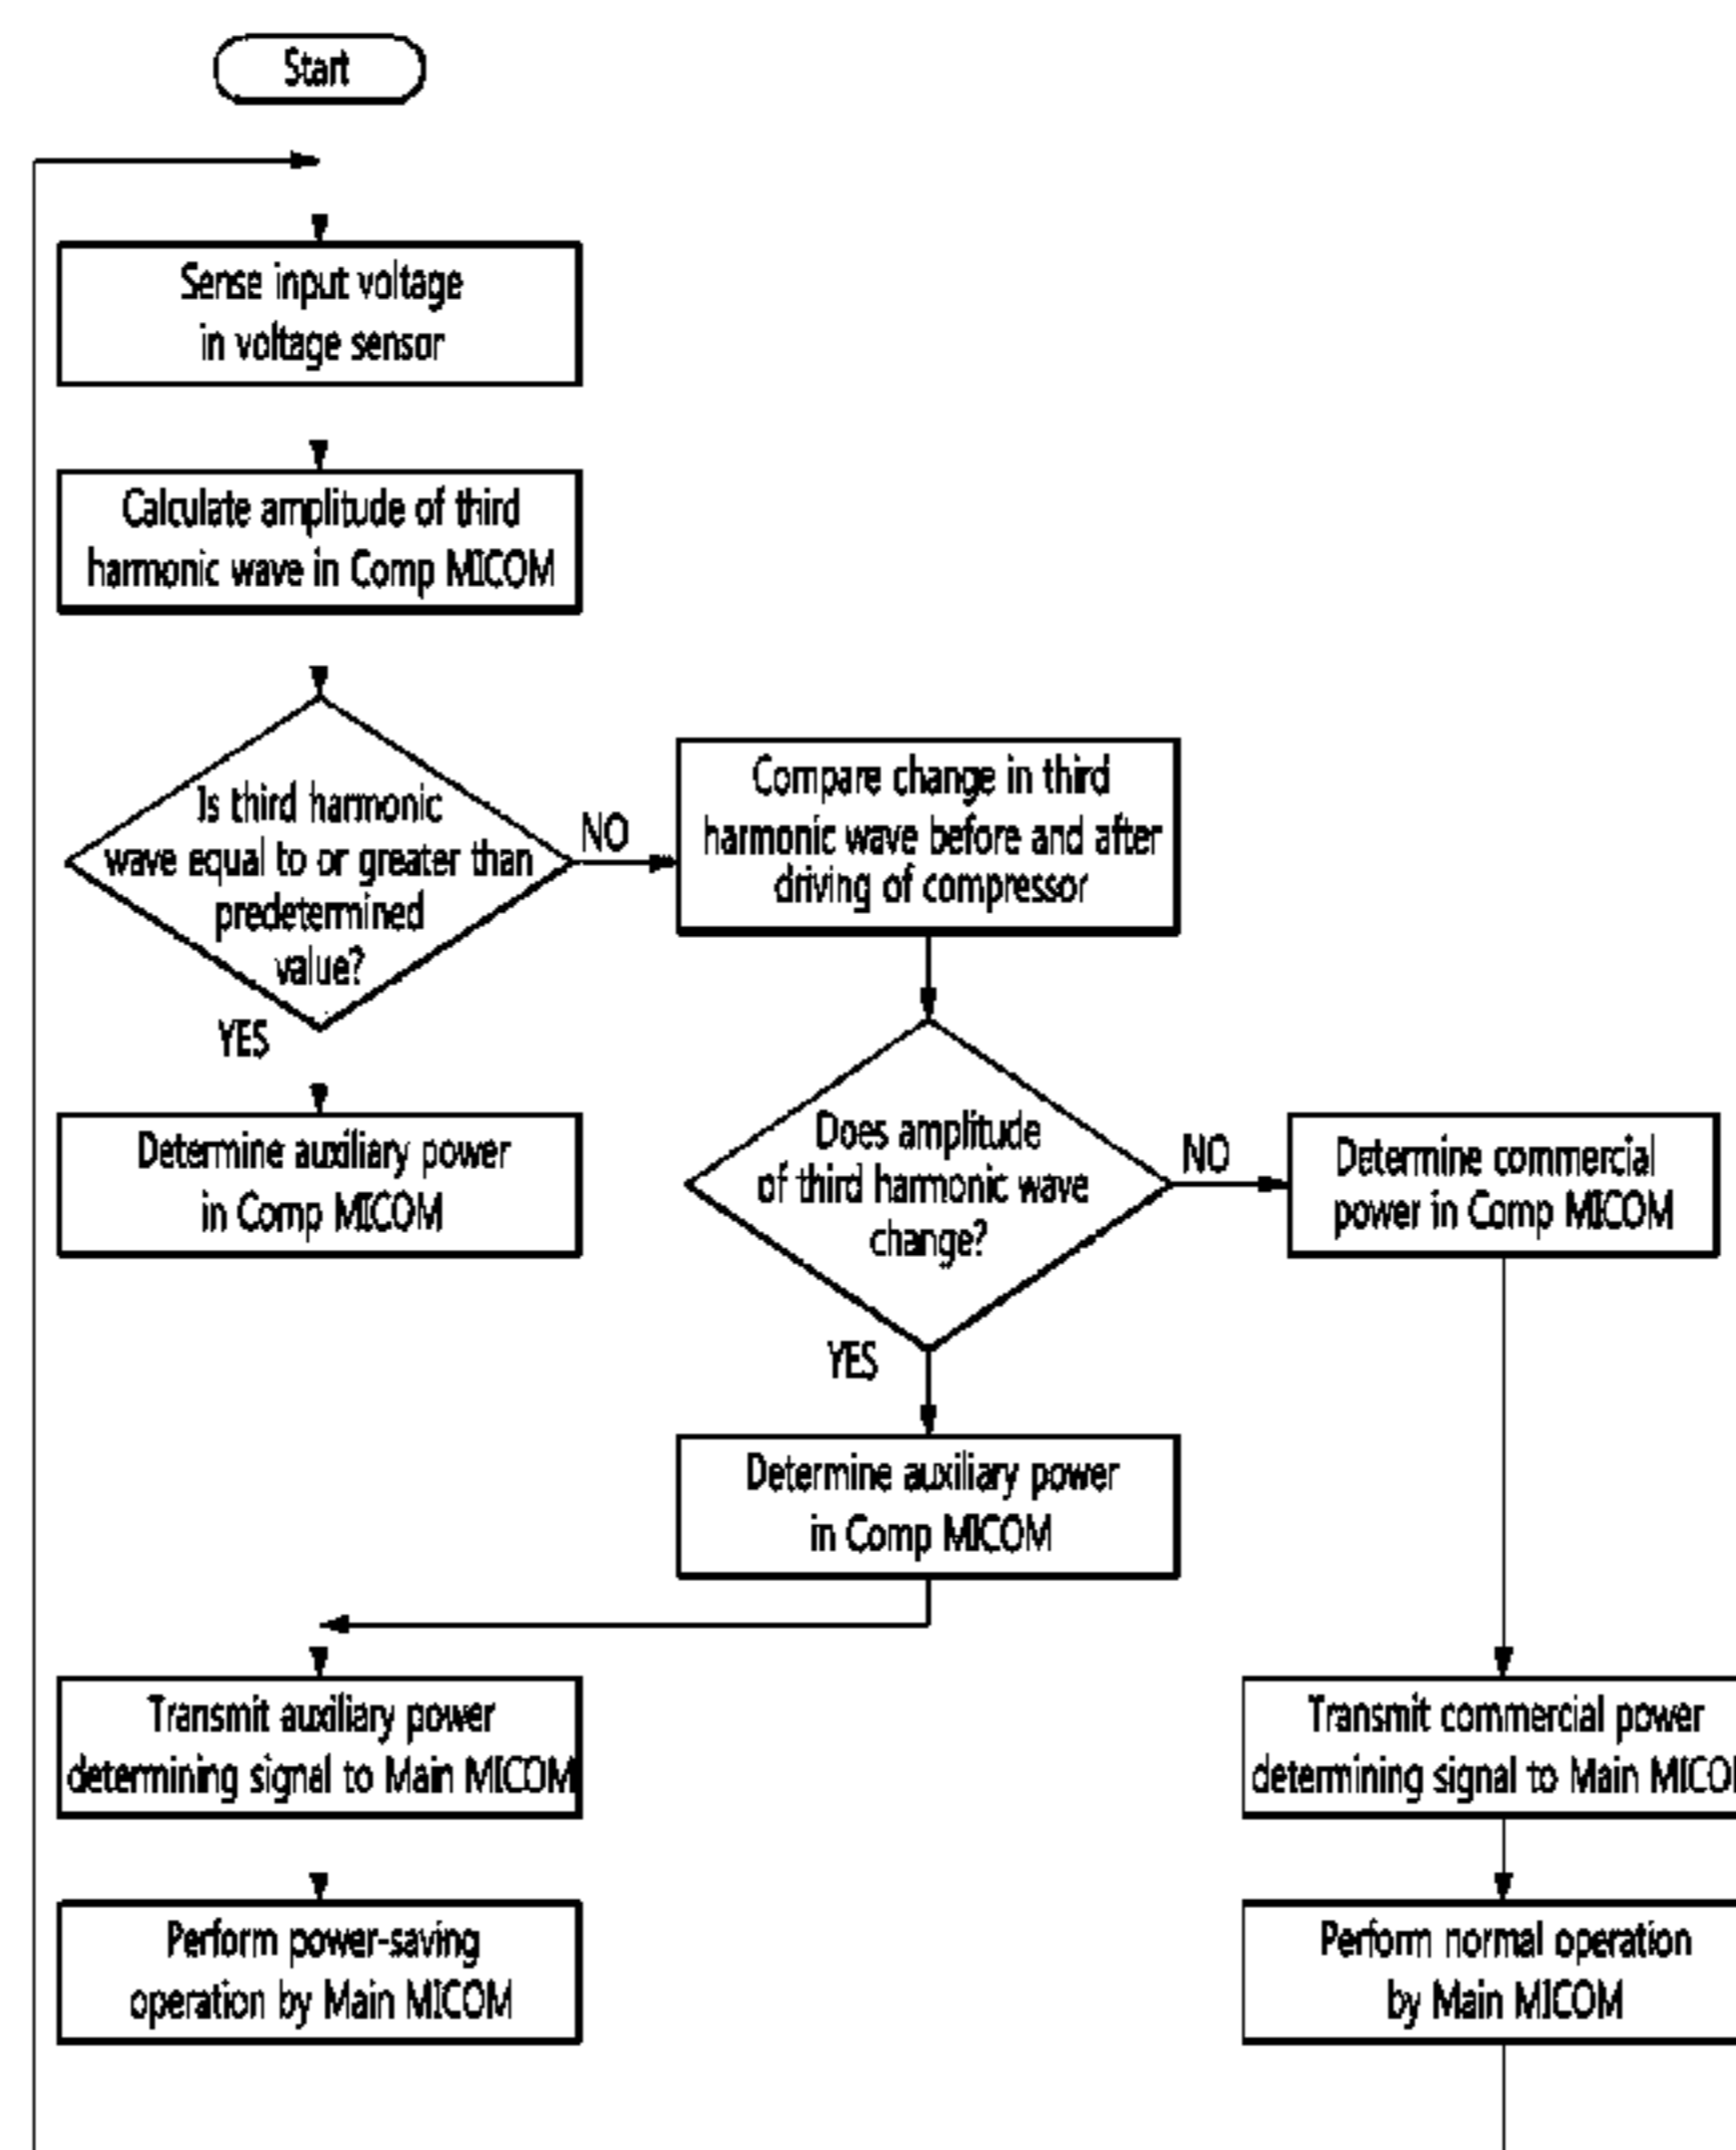 Start
Sense input voltage
in voltage sensor
Calculate amplitude of third
harmonic wave in Comp MICOM
Is third harmonic
wave equal to or greater than
predetermined
value?
NO
YES
Compare change in third
harmonic wave before and after
driving of compressor
Determine auxiliary power
in Comp MICOM
Does amplitude
of third harmonic wave
change?
NO
YES
Determine commercial
power in Comp MICOM
Determine auxiliary power
in Comp MICOM
Transmit auxiliary power
determining signal to Main MICOM
Transmit commercial power
determining signal to Main
Perform power-saving
operation by Main MICOM
Perform normal operation
by Main MICOM